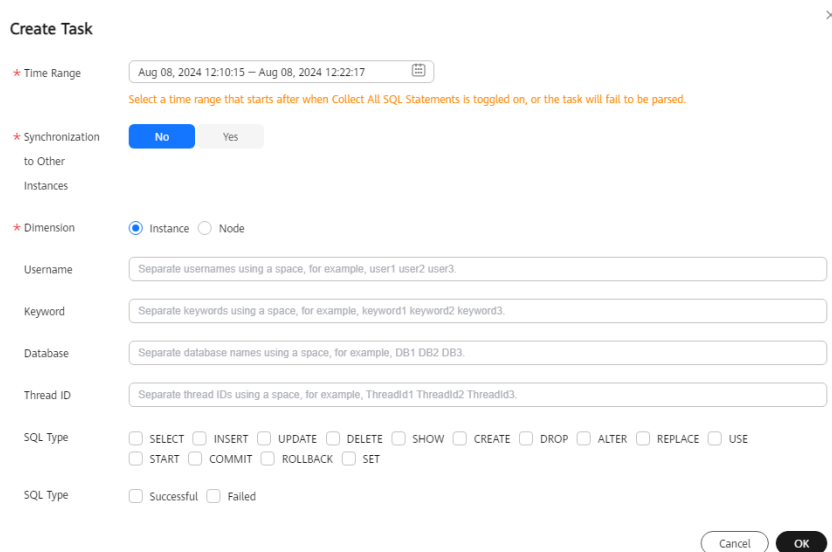 Create Task
* Time Range
Aug 08, 2024 12:10:15 — Aug 08, 2024 12:22:17
Select a time range that starts after when Collect All SQL Statements is toggled on, or the task will fail to be parsed.
* Synchronization to Other Instances
No Yes
* Dimension
Instance Node
Username
Separate usernames using a space, for example, user1 user2 user3.
Keyword
Separate keywords using a space, for example, keyword1 keyword2 keyword3.
Database
Separate database names using a space, for example, DB1 DB2 DB3.
Thread ID
Separate thread IDs using a space, for example, ThreadId1 ThreadId2 ThreadId3.
SQL Type
SELECT INSERT UPDATE DELETE SHOW CREATE DROP ALTER REPLACE USE
START COMMIT ROLLBACK SET
SQL Type
Successful Failed
Cancel OK